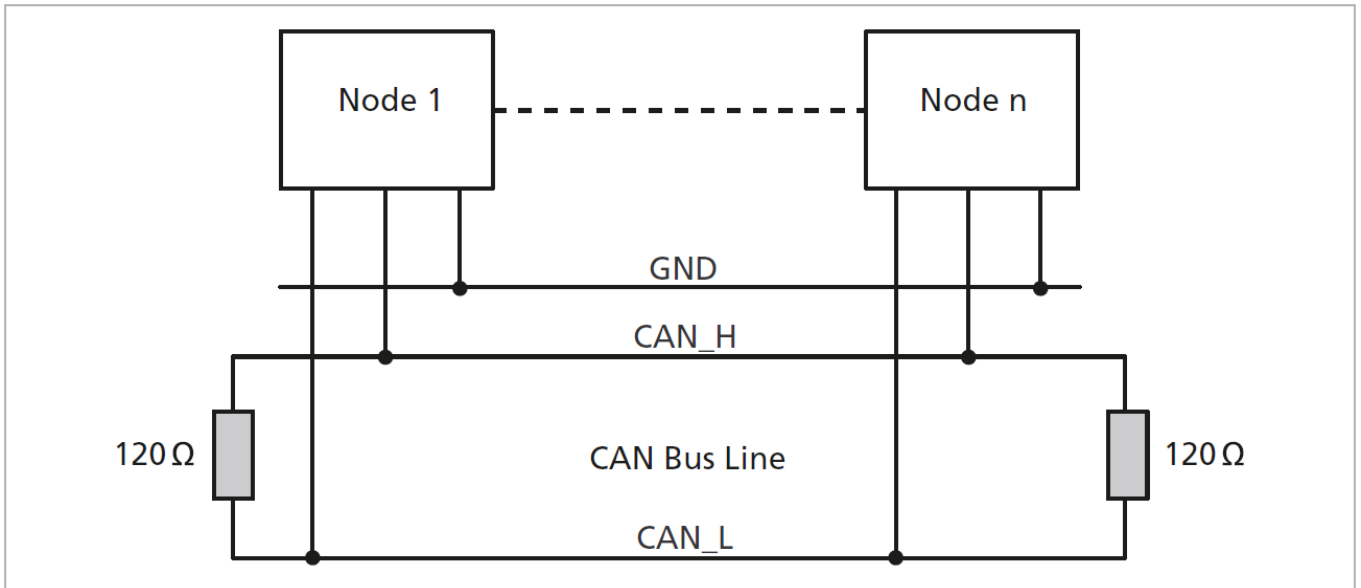 Node 1
Node n
GND
CAN_H
120 Ω
CAN Bus Line
120 Ω
CAN_L